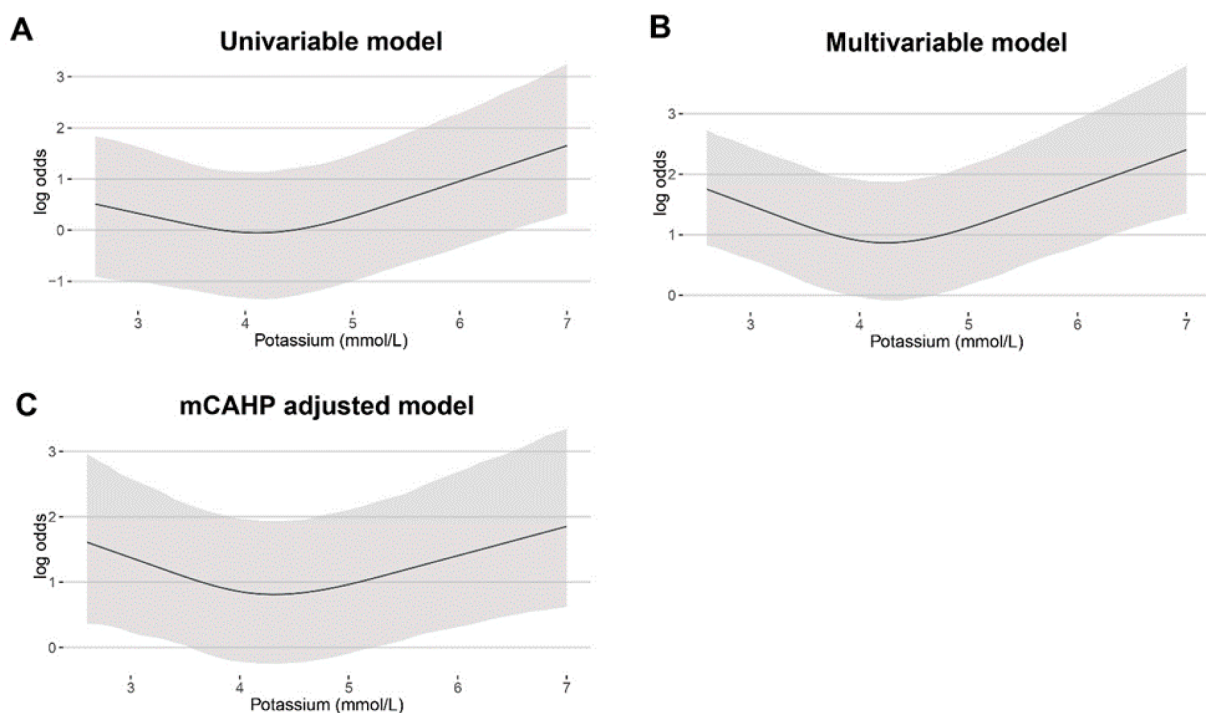 A
Univariable model
3
2
1
0
−1
log odds
3 4 5 6 7
Potassium (mmol/L)
B
Multivariable model
3
2
1
0
log odds
3 4 5 6 7
Potassium (mmol/L)
C
mCAHP adjusted model
3
2
1
0
log odds
3 4 5 6 7
Potassium (mmol/L)